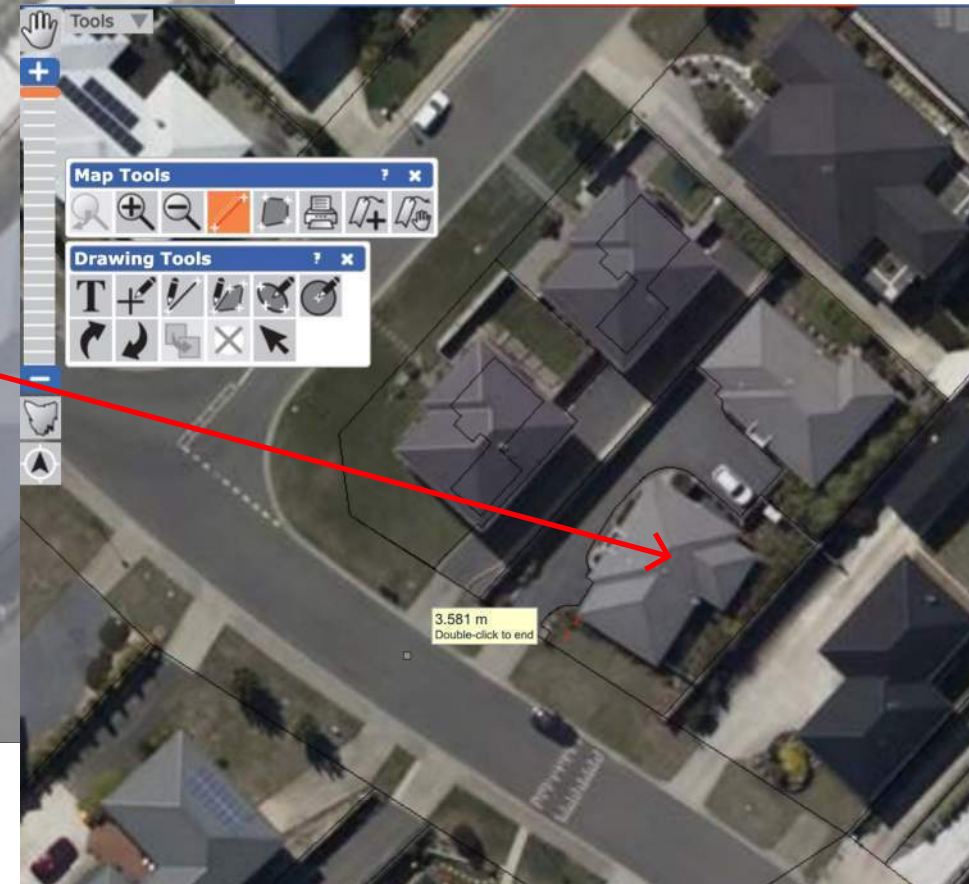 Tools
Map Tools ? ×
Drawing Tools ? ×
T
3.581 m
Double-click to end